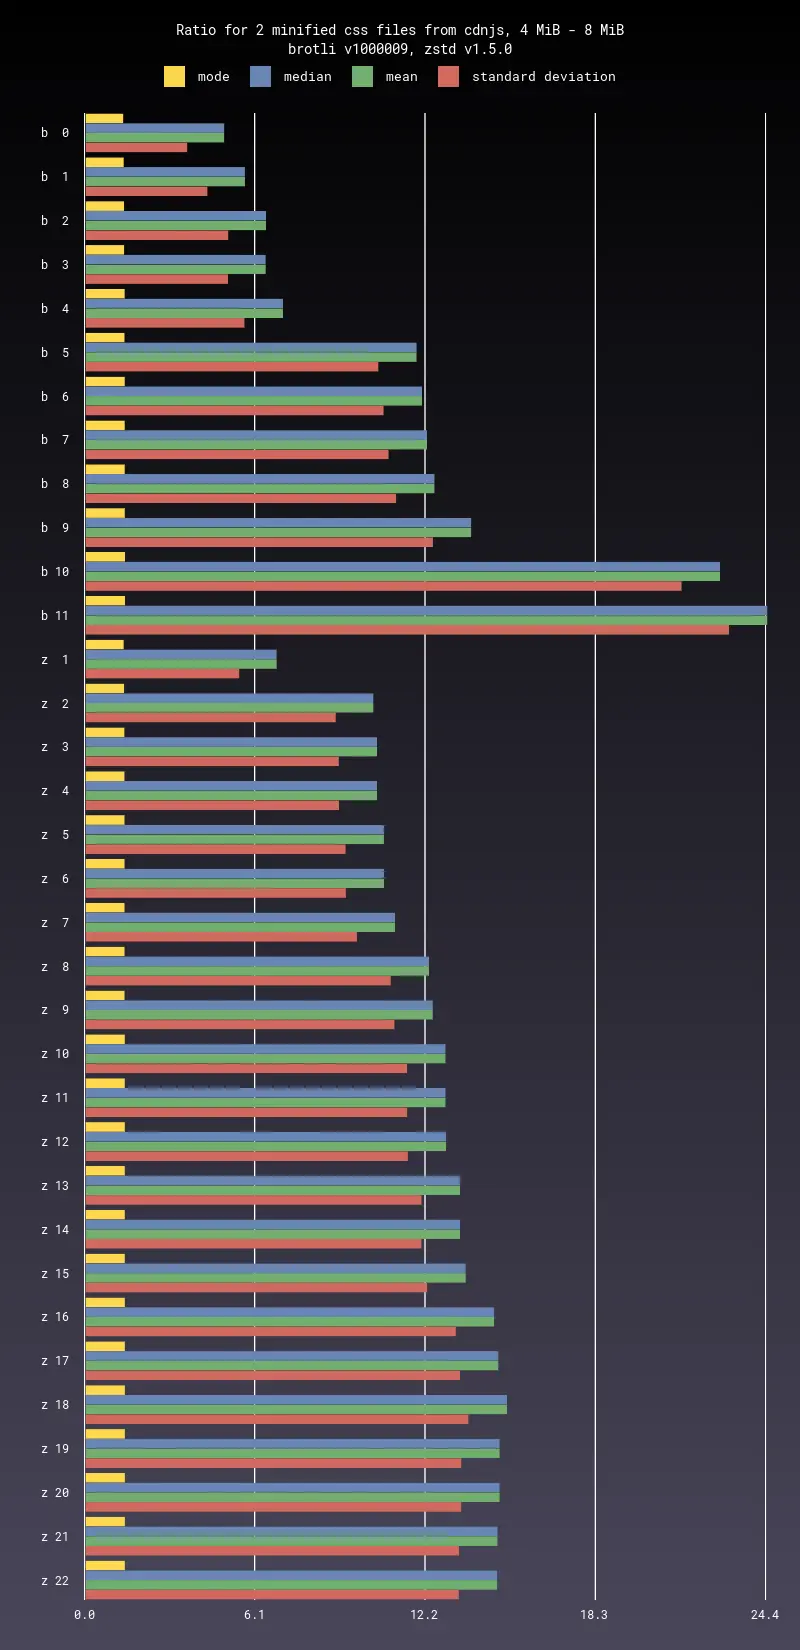 Ratio for 2 minified css files from cdnjs, 4 MiB - 8 MiB
brotli v1000009, zstd v1.5.0
mode median mean standard deviation
b 0
b 1
b 2
b 3
b 4
b 5
b 6
b 7
b 8
b 9
b 10
b 11
z 1
z 2
z 3
z 4
z 5
z 6
z 7
z 8
z 9
z 10
z 11
z 12
z 13
z 14
z 15
z 16
z 17
z 18
z 19
z 20
z 21
z 22
0.0 6.1 12.2 18.3 24.4